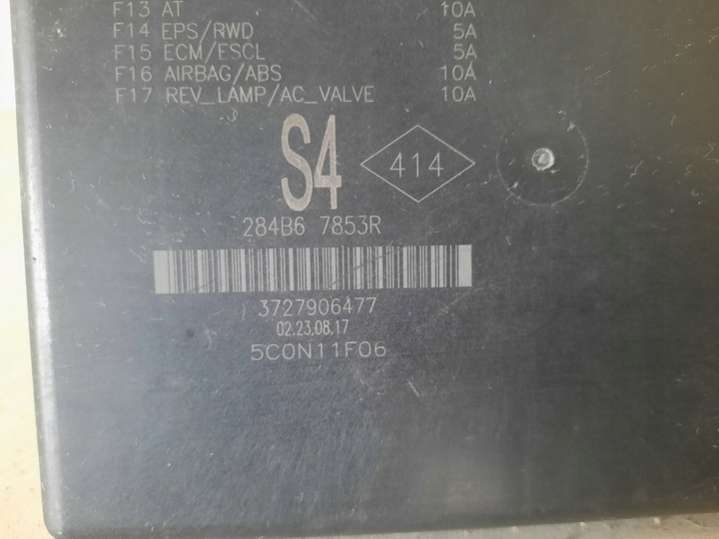 F13 AT 10A
F14 EPS/RWD 5A
F15 ECM/ESCL 5A
F16 AIRBAG/ABS 10A
F17 REV_LAMP/AC_VALVE 10A
S4 414
284B6 7853R
3727906477
02.23.08.17
5C0N11F06